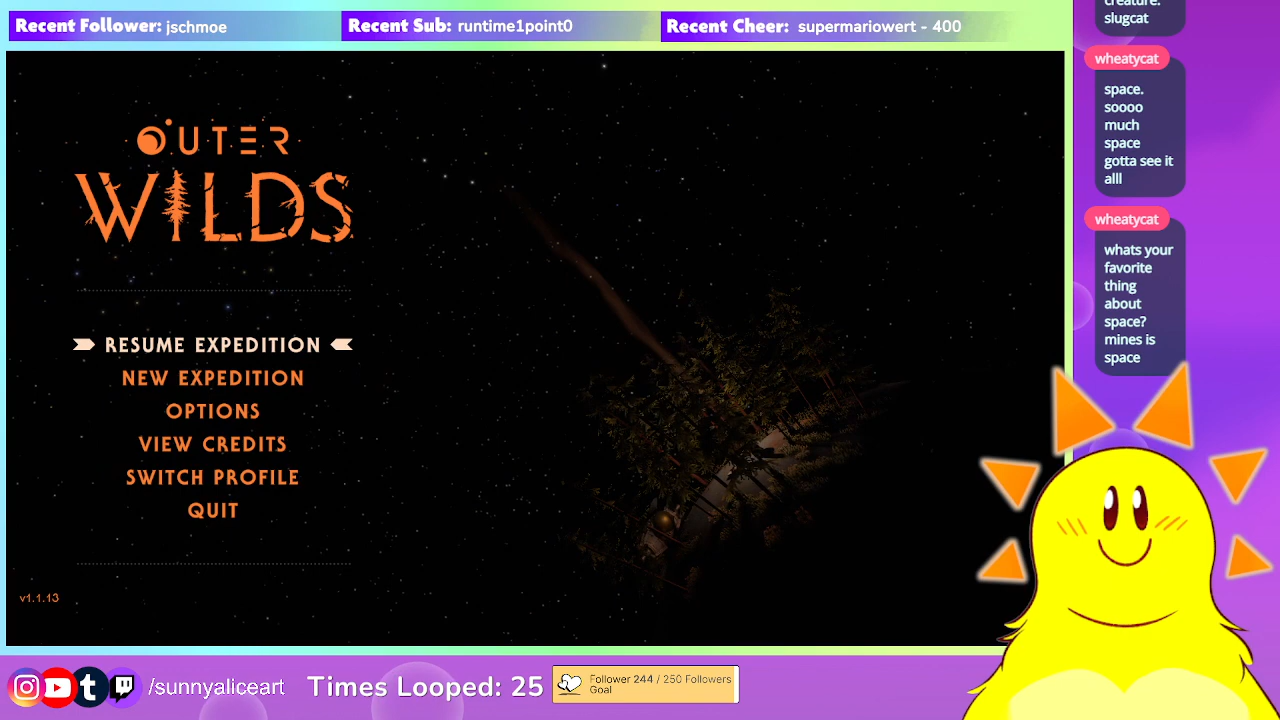 Recent Follower: jschmoe
Recent Sub: runtime1point0
Recent Cheer: supermariowert - 400
creature.
slugcat
wheatycat
space.
soooo
much
space
gotta see it
alll
wheatycat
whats your
favorite
thing
about
space?
mines is
space
OUTER
WILDS
RESUME EXPEDITION
NEW EXPEDITION
OPTIONS
VIEW CREDITS
SWITCH PROFILE
QUIT
v1.1.13
/sunnyaliceart
Times Looped: 25
Follower 244 / 250 Followers
Goal